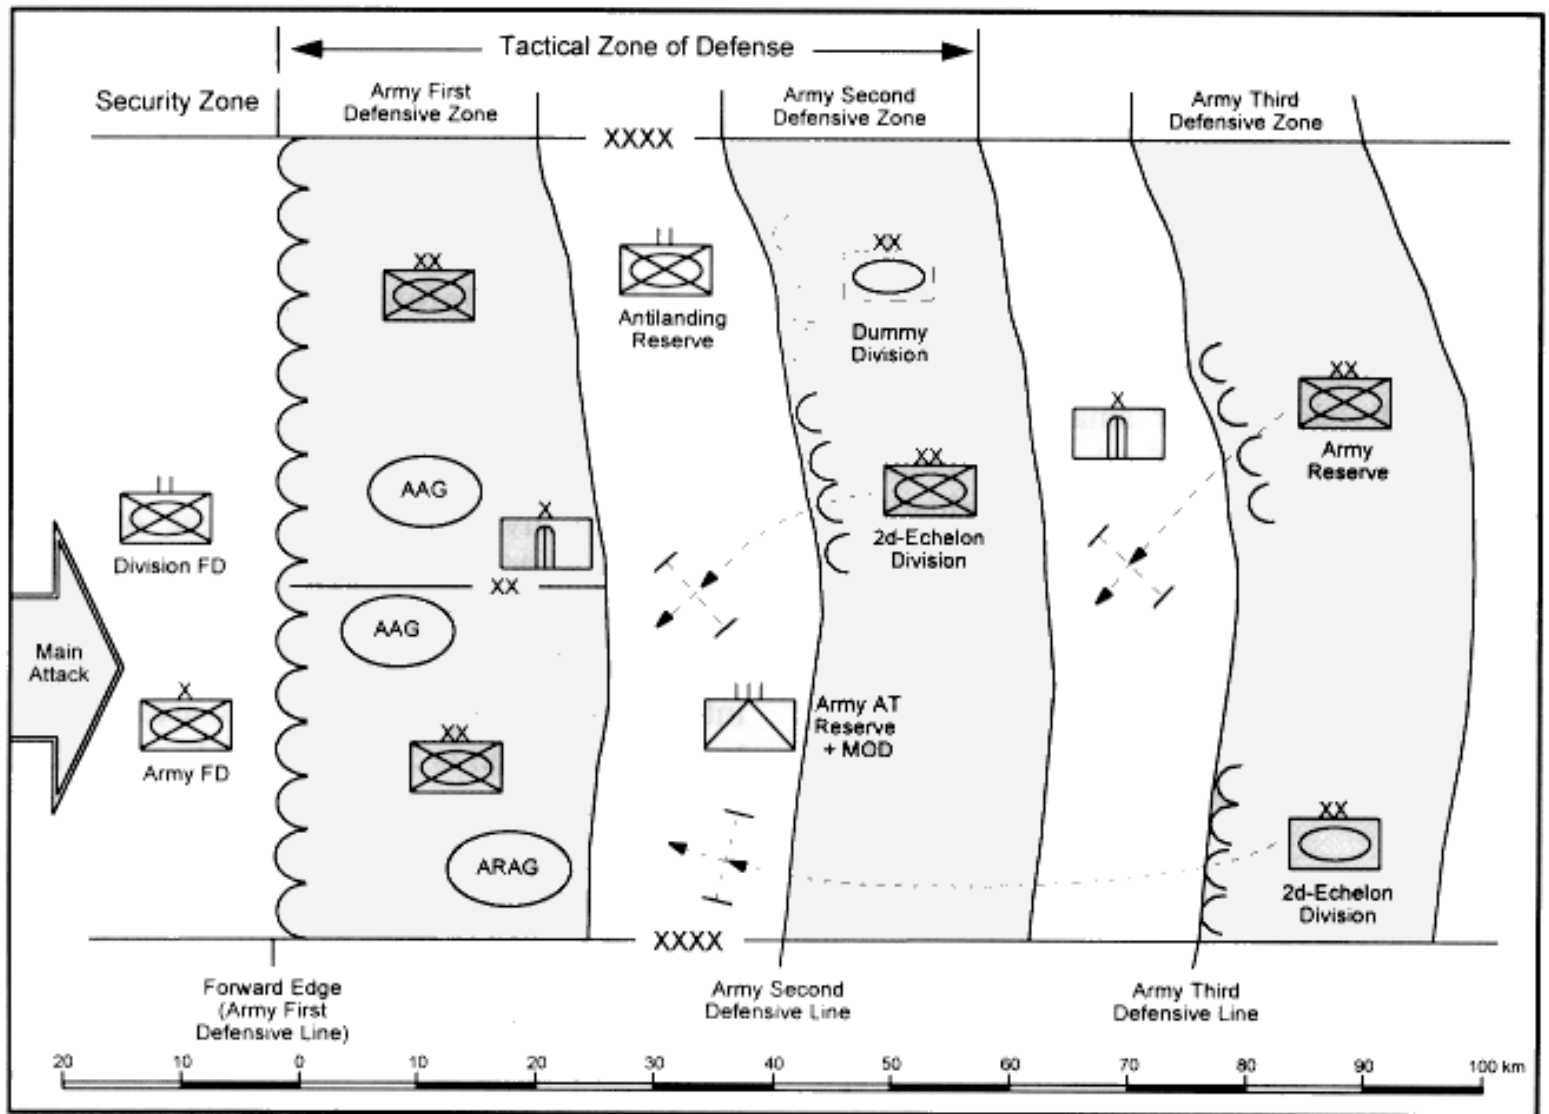 Tactical Zone of Defense
Security Zone
Army First
Defensive Zone
Army Second
Defensive Zone
Army Third
Defensive Zone
XXXX
XX
Antilanding
Reserve
XX
Dummy
Division
XX
Army
Reserve
X
AAG
X
XX
2d-Echelon
Division
Division FD
XX
AAG
Main
Attack
X
Army FD
XX
Army AT
Reserve
+ MOD
ARAG
XX
2d-Echelon
Division
XXXX
Forward Edge
(Army First
Defensive Line)
Army Second
Defensive Line
Army Third
Defensive Line
20 10 0 10 20 30 40 50 60 70 80 90 100 km